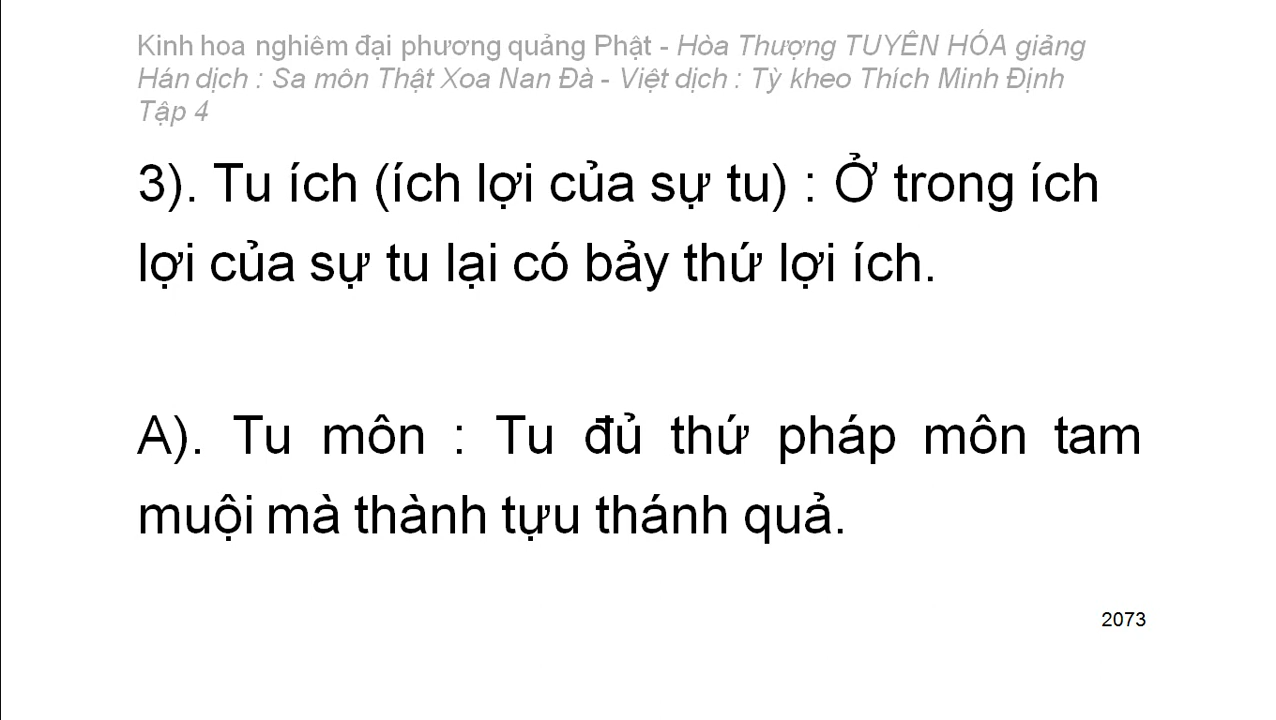 Kinh hoa nghiêm đại phương quảng Phật - Hòa Thượng TUYÊN HÓA giảng
Hán dịch : Sa môn Thật Xoa Nan Đà - Việt dịch : Tỳ kheo Thích Minh Định
Tập 4
3). Tu ích (ích lợi của sự tu) : Ở trong ích
lợi của sự tu lại có bảy thứ lợi ích.
A). Tu môn : Tu đủ thứ pháp môn tam
muội mà thành tựu thánh quả.
2073